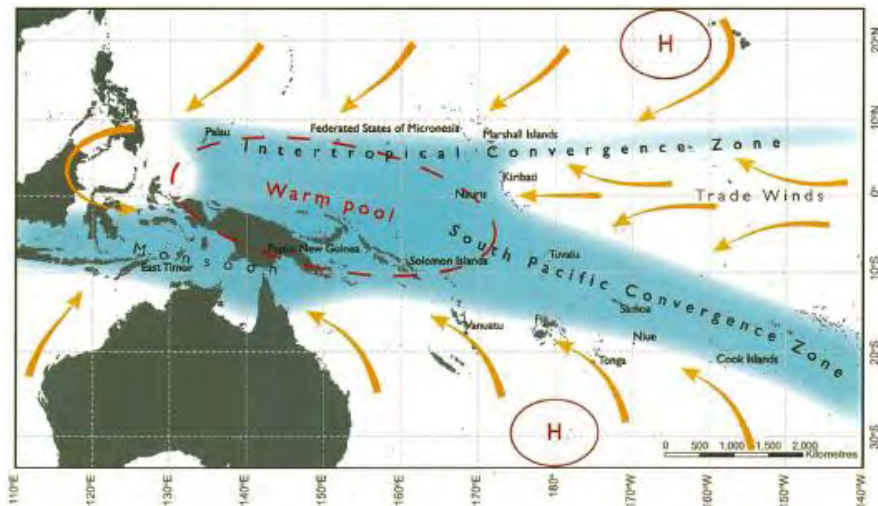 20°N
H
10°N
Palau
Federated States of Micronesia
Marshall Islands
Intertropical Convergence Zone
Kiribati
Nauru
0°
Warm pool
Trade Winds
Monsoon
East Timor
Papua New Guinea
Solomon Islands
South Pacific Convergence Zone
Tuvalu
10°S
Samoa
Vanuatu
Fiji
Niue
Tonga
Cook Islands
20°S
H
30°S
0 500 1,000 1,500 2,000
Kilometres
110°E 120°E 130°E 140°E 150°E 160°E 170°E 180° 170°W 160°W 150°W 140°W